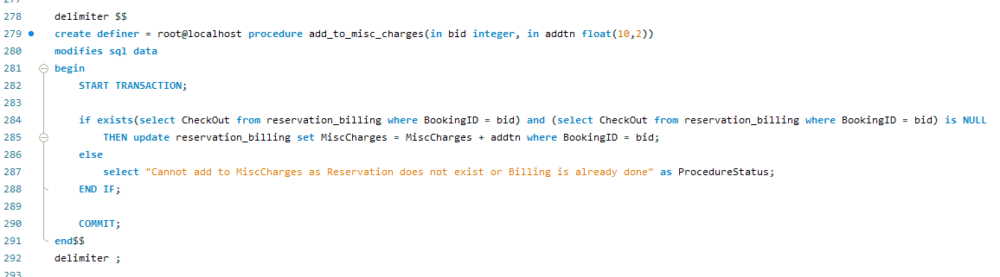 277
278 delimiter $$
279 create definer = root@localhost procedure add_to_misc_charges(in bid integer, in addtn float(10,2))
280 modifies sql data
281 begin
282 START TRANSACTION;
283
284 if exists(select CheckOut from reservation_billing where BookingID = bid) and (select CheckOut from reservation_billing where BookingID = bid) is NULL
285 THEN update reservation_billing set MiscCharges = MiscCharges + addtn where BookingID = bid;
286 else
287 select "Cannot add to MiscCharges as Reservation does not exist or Billing is already done" as ProcedureStatus;
288 END IF;
289
290 COMMIT;
291 end$$
292 delimiter ;
293